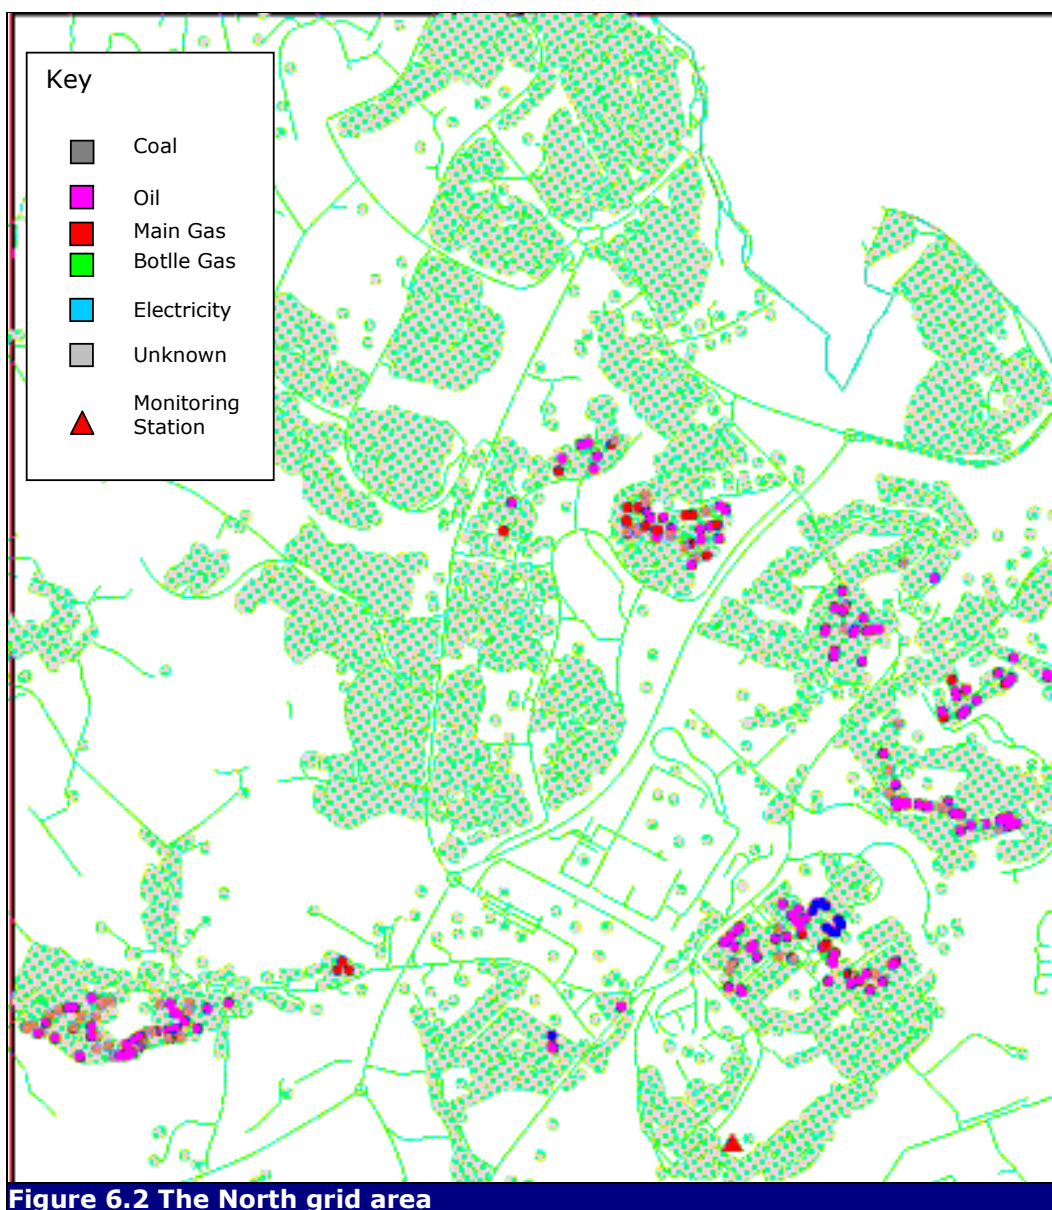 Key
Coal
Oil
Main Gas
Botlle Gas
Electricity
Unknown
Monitoring
Station
Figure 6.2 The North grid area